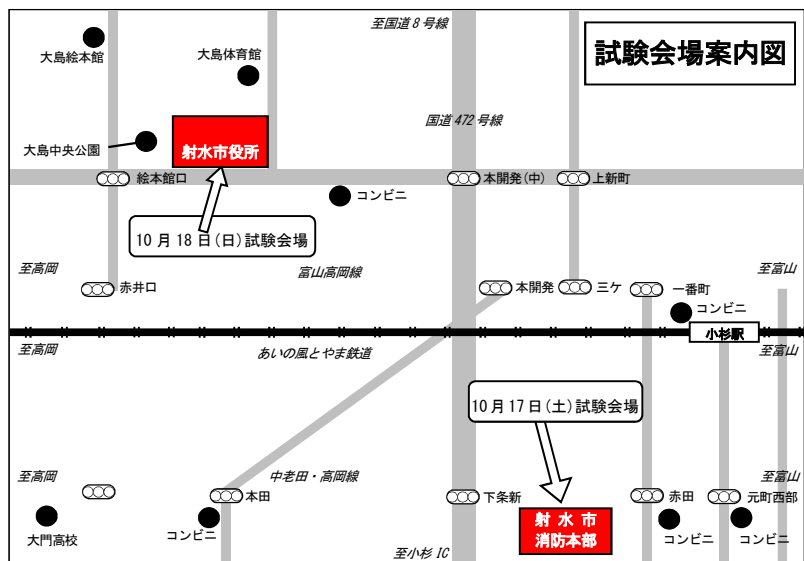 至国道8号線
試験会場案内図
大島絵本館
大島体育館
国道472号線
大島中央公園
射水市役所
絵本館口
コンビニ
本開発(中)
上新町
10月18日(日)試験会場
至高岡
富山高岡線
至富山
赤井口
本開発
三ケ
一番町
コンビニ
小杉駅
至高岡
あいの風とやま鉄道
至富山
10月17日(土)試験会場
至高岡
中老田・高岡線
至富山
本田
下条新
赤田
元町西部
大門高校
コンビニ
射水市
消防本部
コンビニ
コンビニ
至小杉IC